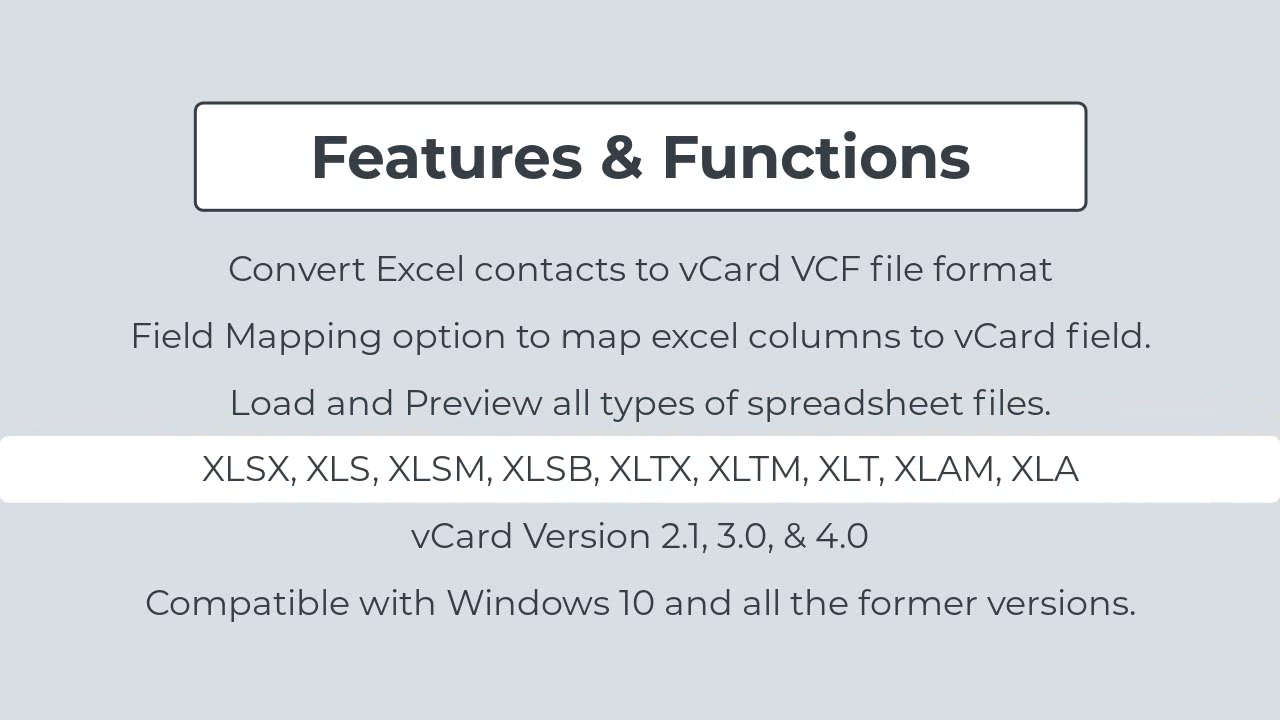 Features & Functions
Convert Excel contacts to vCard VCF file format
Field Mapping option to map excel columns to vCard field.
Load and Preview all types of spreadsheet files.
XLSX, XLS, XLSM, XLSB, XLTX, XLTM, XLT, XLAM, XLA
vCard Version 2.1, 3.0, & 4.0
Compatible with Windows 10 and all the former versions.